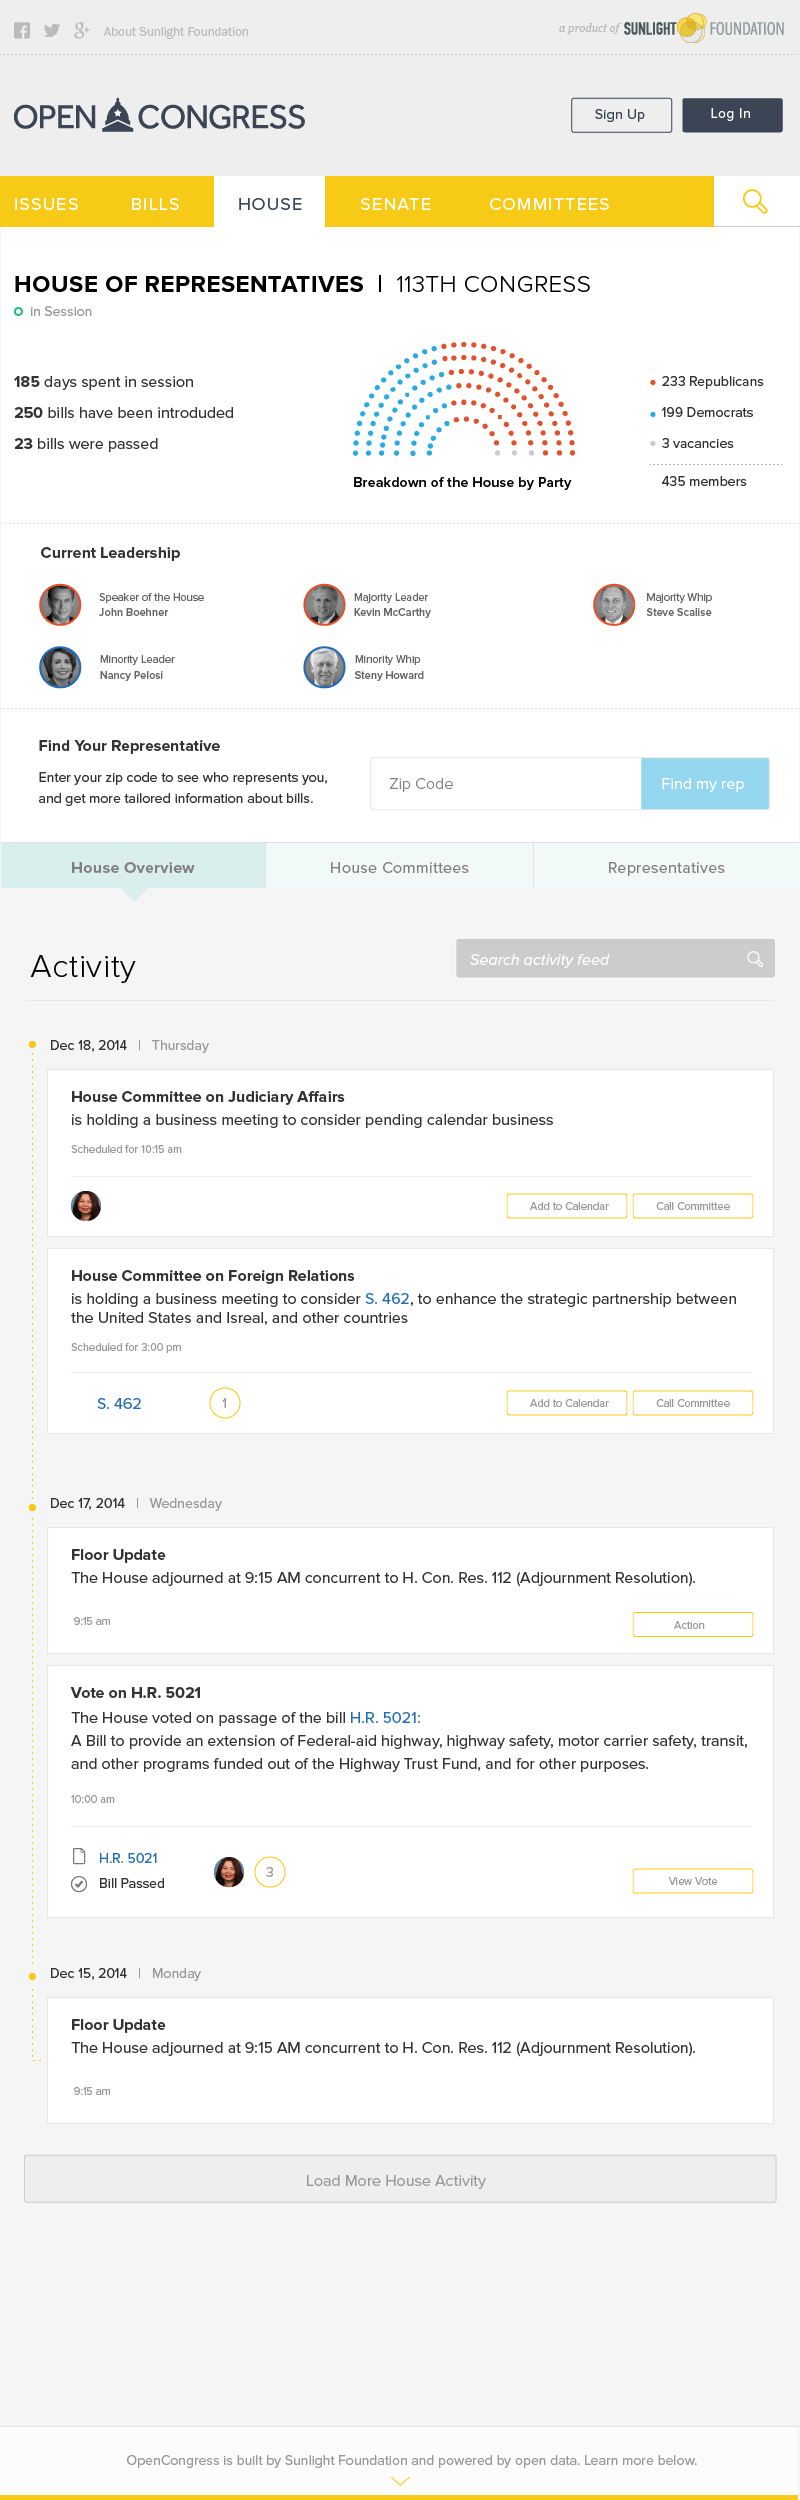 About Sunlight Foundation
a product of SUNLIGHT FOUNDATION
OPEN CONGRESS
Sign Up
Log In
ISSUES
BILLS
HOUSE
SENATE
COMMITTEES
HOUSE OF REPRESENTATIVES | 113TH CONGRESS
in Session
185 days spent in session
250 bills have been introduded
23 bills were passed
Breakdown of the House by Party
233 Republicans
199 Democrats
3 vacancies
435 members
Current Leadership
Speaker of the House
John Boehner
Majority Leader
Kevin McCarthy
Majority Whip
Steve Scalise
Minority Leader
Nancy Pelosi
Minority Whip
Steny Howard
Find Your Representative
Enter your zip code to see who represents you,
and get more tailored information about bills.
Zip Code
Find my rep
House Overview
House Committees
Representatives
Activity
Search activity feed
Dec 18, 2014 | Thursday
House Committee on Judiciary Affairs
is holding a business meeting to consider pending calendar business
Scheduled for 10:15 am
Add to Calendar
Call Committee
House Committee on Foreign Relations
is holding a business meeting to consider S. 462, to enhance the strategic partnership between
the United States and Isreal, and other countries
Scheduled for 3:00 pm
S. 462
1
Add to Calendar
Call Committee
Dec 17, 2014 | Wednesday
Floor Update
The House adjourned at 9:15 AM concurrent to H. Con. Res. 112 (Adjournment Resolution).
9:15 am
Action
Vote on H.R. 5021
The House voted on passage of the bill H.R. 5021:
A Bill to provide an extension of Federal-aid highway, highway safety, motor carrier safety, transit,
and other programs funded out of the Highway Trust Fund, and for other purposes.
10:00 am
H.R. 5021
Bill Passed
3
View Vote
Dec 15, 2014 | Monday
Floor Update
The House adjourned at 9:15 AM concurrent to H. Con. Res. 112 (Adjournment Resolution).
9:15 am
Load More House Activity
OpenCongress is built by Sunlight Foundation and powered by open data. Learn more below.